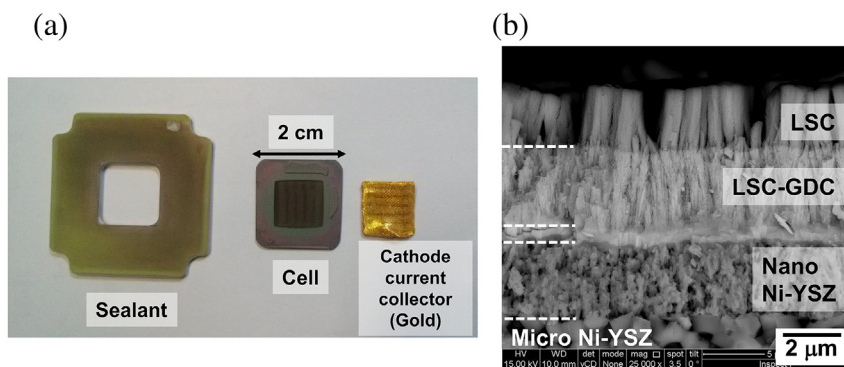 (a)
(b)
2 cm
Sealant
Cell
Cathode
current
collector
(Gold)
LSC
LSC-GDC
Nano
Ni-YSZ
Micro Ni-YSZ
2 μm
HV WD det mode mag □ spot tilt
15.00 kV 10.0 mm vCD None 25 000 x 3.5 0 °
5
Insp